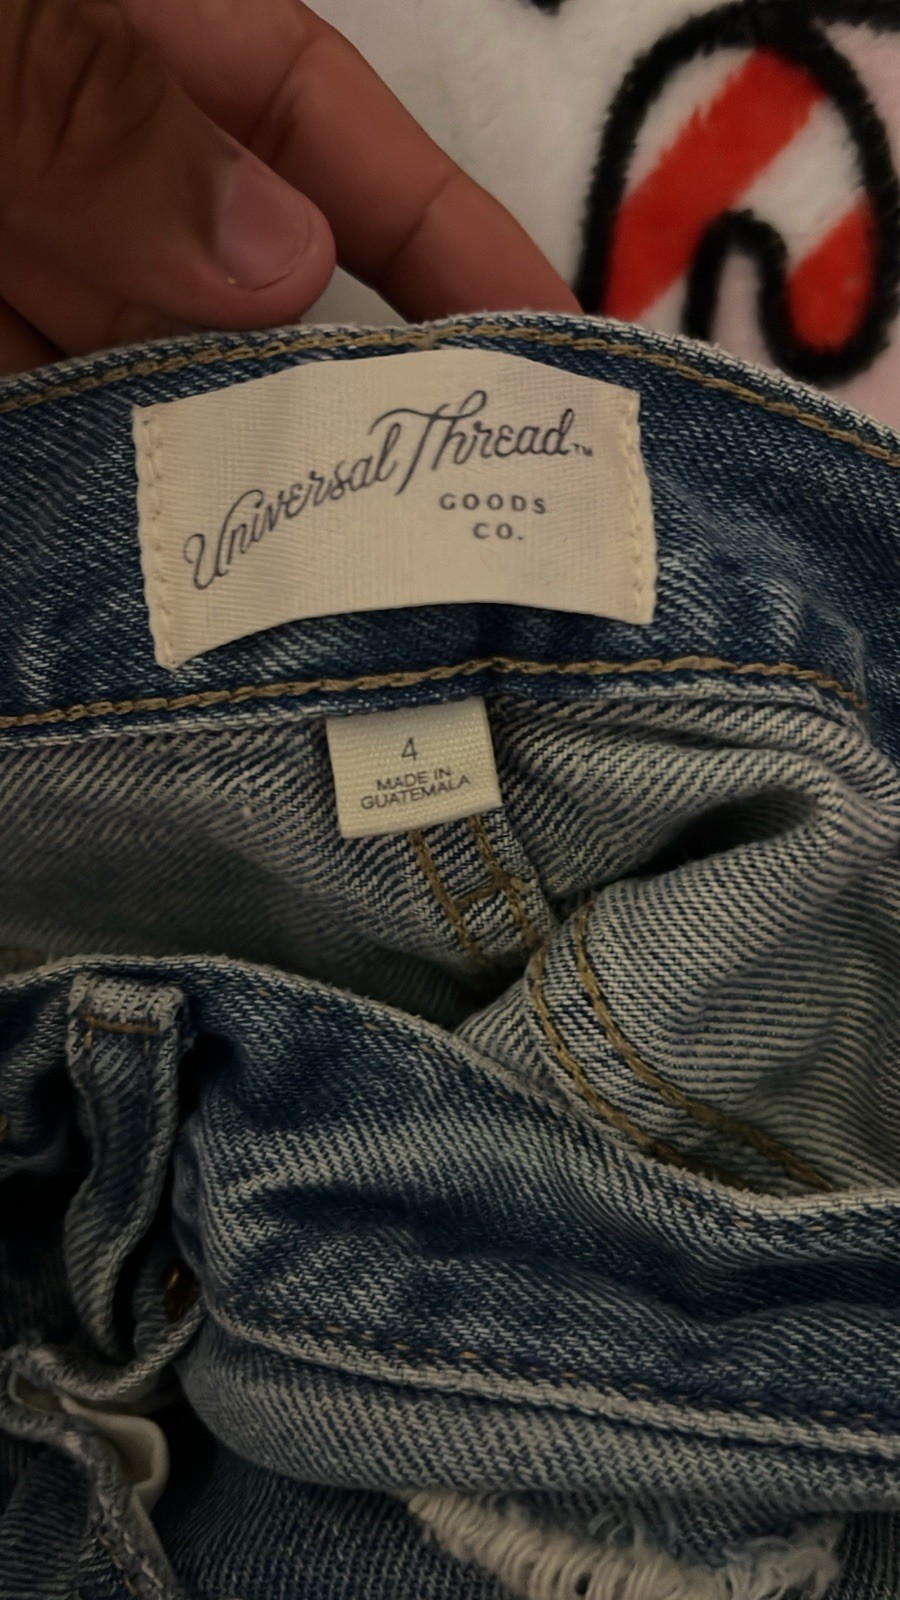 Universal Thread™
GOODS
CO.
4
MADE IN
GUATEMALA